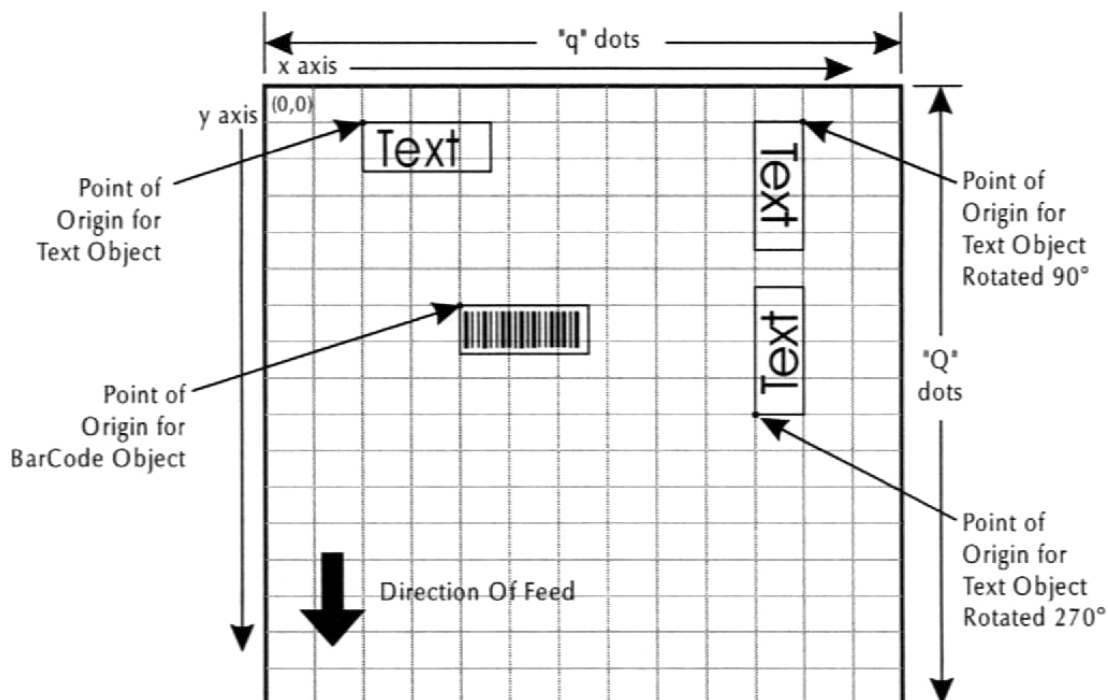 "q" dots
x axis
(0,0)
y axis
Text
Text
Point of
Origin for
Text Object
Point of
Origin for
Text Object
Rotated 90°
Text
"Q"
dots
Point of
Origin for
BarCode Object
Direction Of Feed
Point of
Origin for
Text Object
Rotated 270°